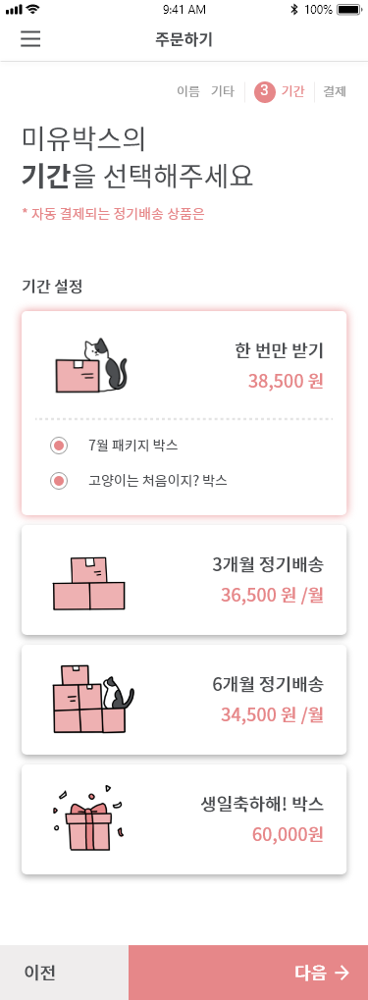 9:41 AM 100%
주문하기
이름 기타 3 기간 결제
미유박스의
기간을 선택해주세요
* 자동 결제되는 정기배송 상품은
기간 설정
한 번만 받기
38,500 원
7월 패키지 박스
고양이는 처음이지? 박스
3개월 정기배송
36,500 원 /월
6개월 정기배송
34,500 원 /월
생일축하해! 박스
60,000원
이전 다음